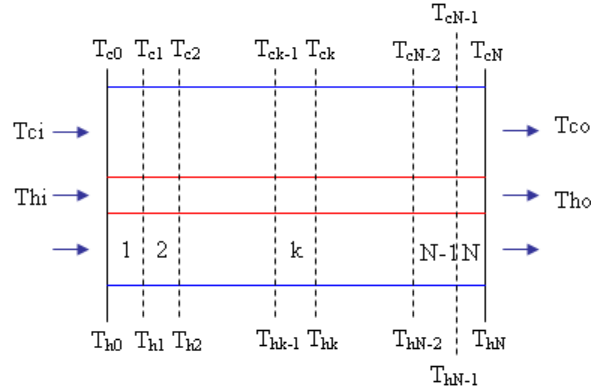 TcN-1
Tc0 Tc1 Tc2 Tck-1 Tck TcN-2 TcN
Tci Tco
Thi Tho
1 2 k N-1 N
Th0 Th1 Th2 Thk-1 Thk ThN-2 ThN
ThN-1